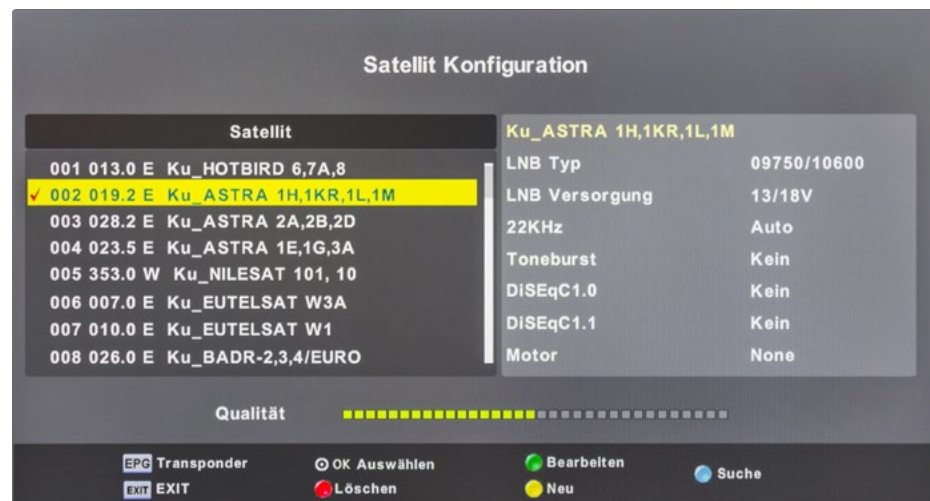 Satellit Konfiguration
Satellit
001 013.0 E Ku_HOTBIRD 6,7A,8
002 019.2 E Ku_ASTRA 1H,1KR,1L,1M
003 028.2 E Ku_ASTRA 2A,2B,2D
004 023.5 E Ku_ASTRA 1E,1G,3A
005 353.0 W Ku_NILESAT 101, 10
006 007.0 E Ku_EUTELSAT W3A
007 010.0 E Ku_EUTELSAT W1
008 026.0 E Ku_BADR-2,3,4/EURO
Ku_ASTRA 1H,1KR,1L,1M
LNB Typ 09750/10600
LNB Versorgung 13/18V
22KHz Auto
Toneburst Kein
DiSEqC1.0 Kein
DiSEqC1.1 Kein
Motor None
Qualität
EPG Transponder OK Auswählen Bearbeiten Suche
EXIT EXIT Löschen Neu